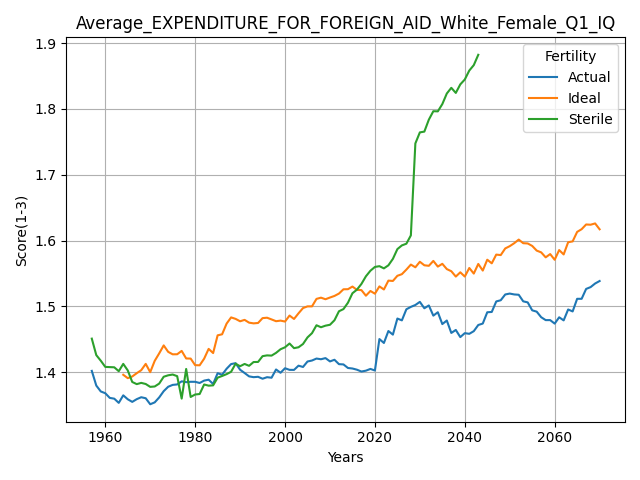 Average_EXPENDITURE_FOR_FOREIGN_AID_White_Female_Q1_IQ
1.9
1.8
1.7
1.6
1.5
1.4
Score(1-3)
Fertility
Actual
Ideal
Sterile
1960 1980 2000 2020 2040 2060
Years